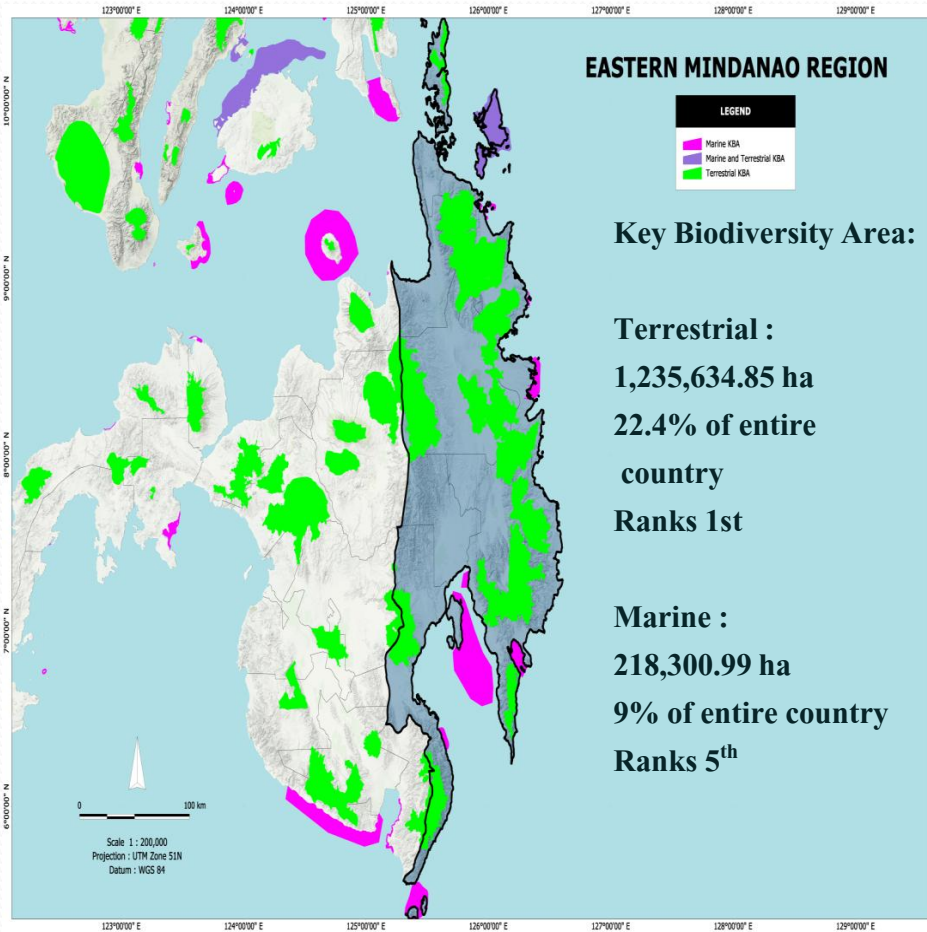 123°00'00" E 124°00'00" E 125°00'00" E 126°00'00" E 127°00'00" E 128°00'00" E 129°00'00" E
10°00'00" N
9°00'00" N
8°00'00" N
7°00'00" N
6°00'00" N
EASTERN MINDANAO REGION
LEGEND
Marine KBA
Marine and Terrestrial KBA
Terrestrial KBA
Key Biodiversity Area:
Terrestrial :
1,235,634.85 ha
22.4% of entire
country
Ranks 1st
Marine :
218,300.99 ha
9% of entire country
Ranks 5th
0 100 km
Scale 1 : 200,000
Projection : UTM Zone 51N
Datum : WGS 84
123°00'00" E 124°00'00" E 125°00'00" E 126°00'00" E 127°00'00" E 128°00'00" E 129°00'00" E